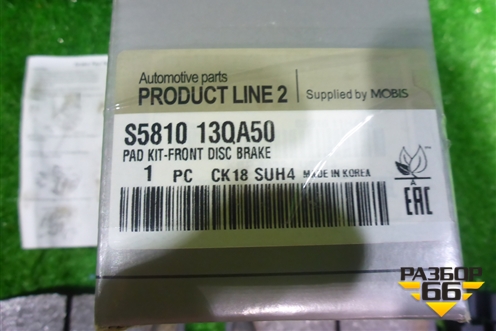 Automotive parts
PRODUCT LINE 2
Supplied by MOBIS
S5810 13QA50
PAD KIT-FRONT DISC BRAKE
1 PC CK18 SUH4 MADE IN KOREA
EAC
РАЗБОР
66